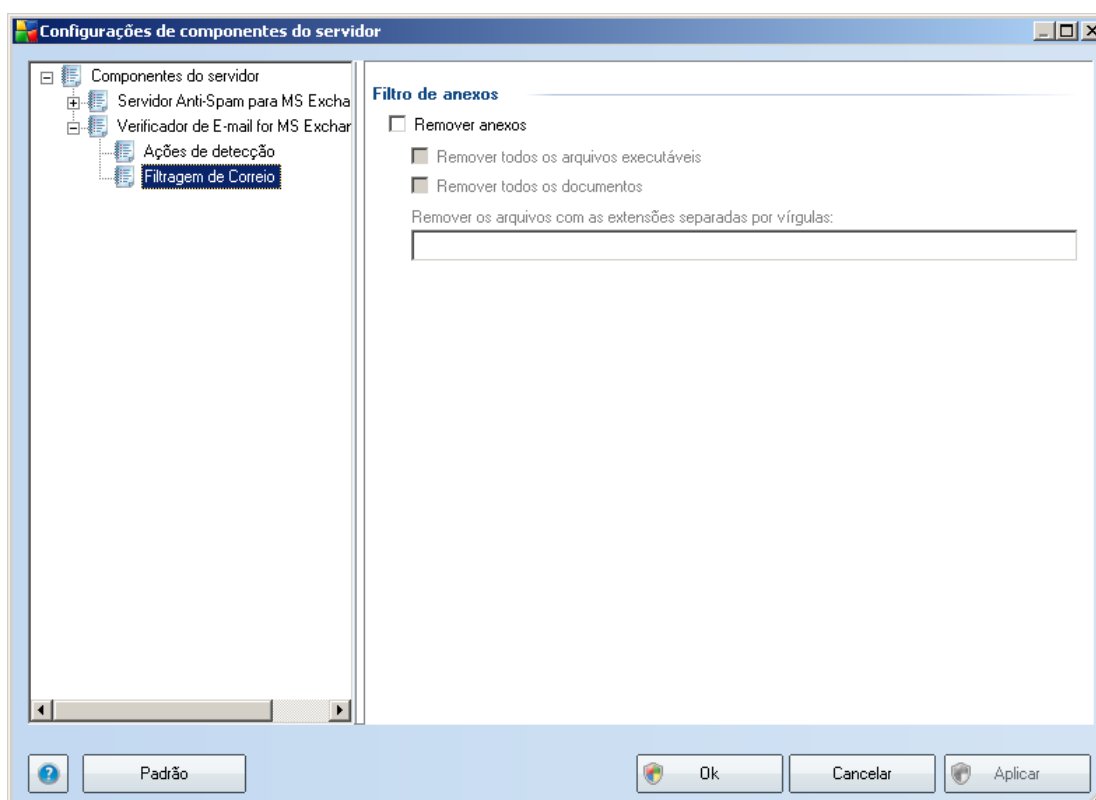 Configurações de componentes do servidor
Componentes do servidor
Servidor Anti-Spam para MS Excha
Verificador de E-mail for MS Exchar
Ações de detecção
Filtragem de Correio
Filtro de anexos
Remover anexos
Remover todos os arquivos executáveis
Remover todos os documentos
Remover os arquivos com as extensões separadas por vírgulas:
Padrão
Ok
Cancelar
Aplicar